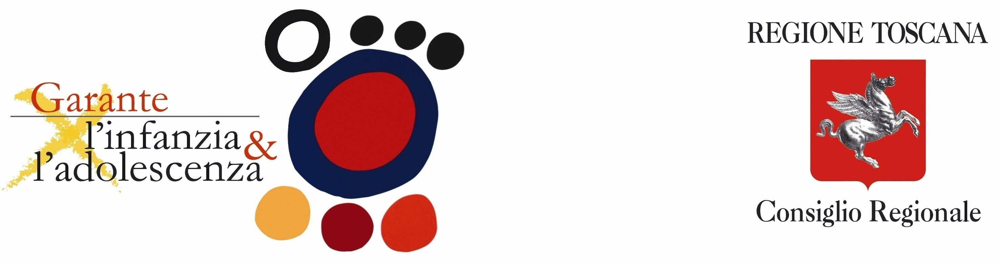 Garante
l'infanzia &
l'adolescenza
REGIONE TOSCANA
Consiglio Regionale